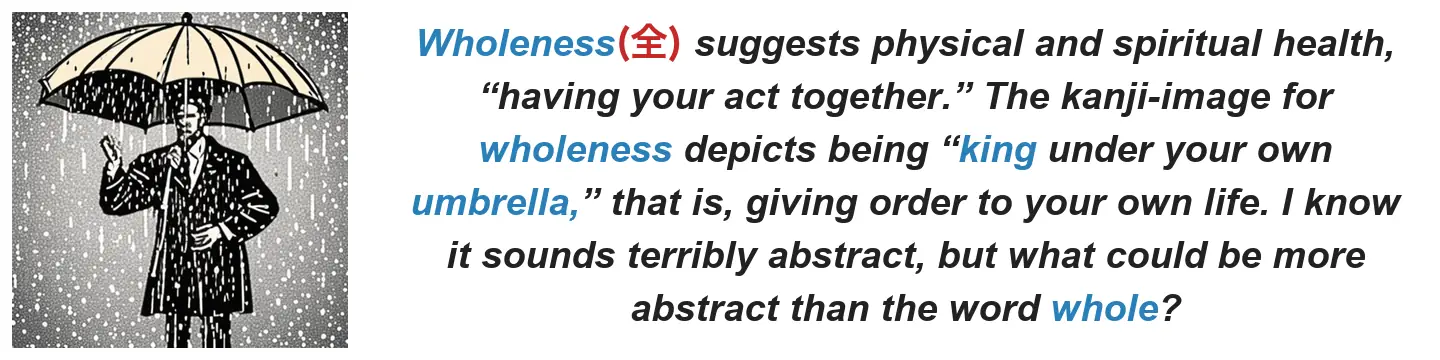 Wholeness(全) suggests physical and spiritual health,
“having your act together.” The kanji-image for
wholeness depicts being “king under your own
umbrella,” that is, giving order to your own life. I know
it sounds terribly abstract, but what could be more
abstract than the word whole?